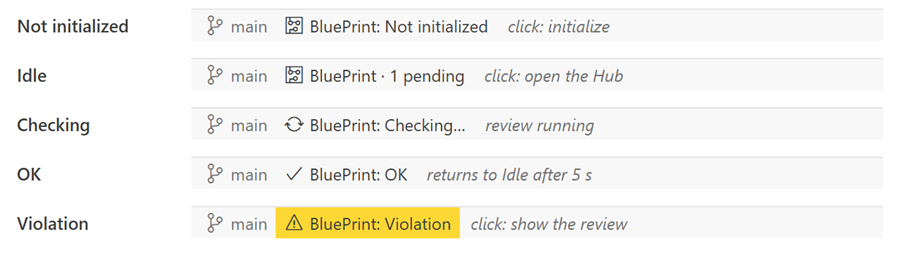 Not initialized main BluePrint: Not initialized click: initialize
Idle main BluePrint · 1 pending click: open the Hub
Checking main BluePrint: Checking... review running
OK main BluePrint: OK returns to Idle after 5 s
Violation main BluePrint: Violation click: show the review